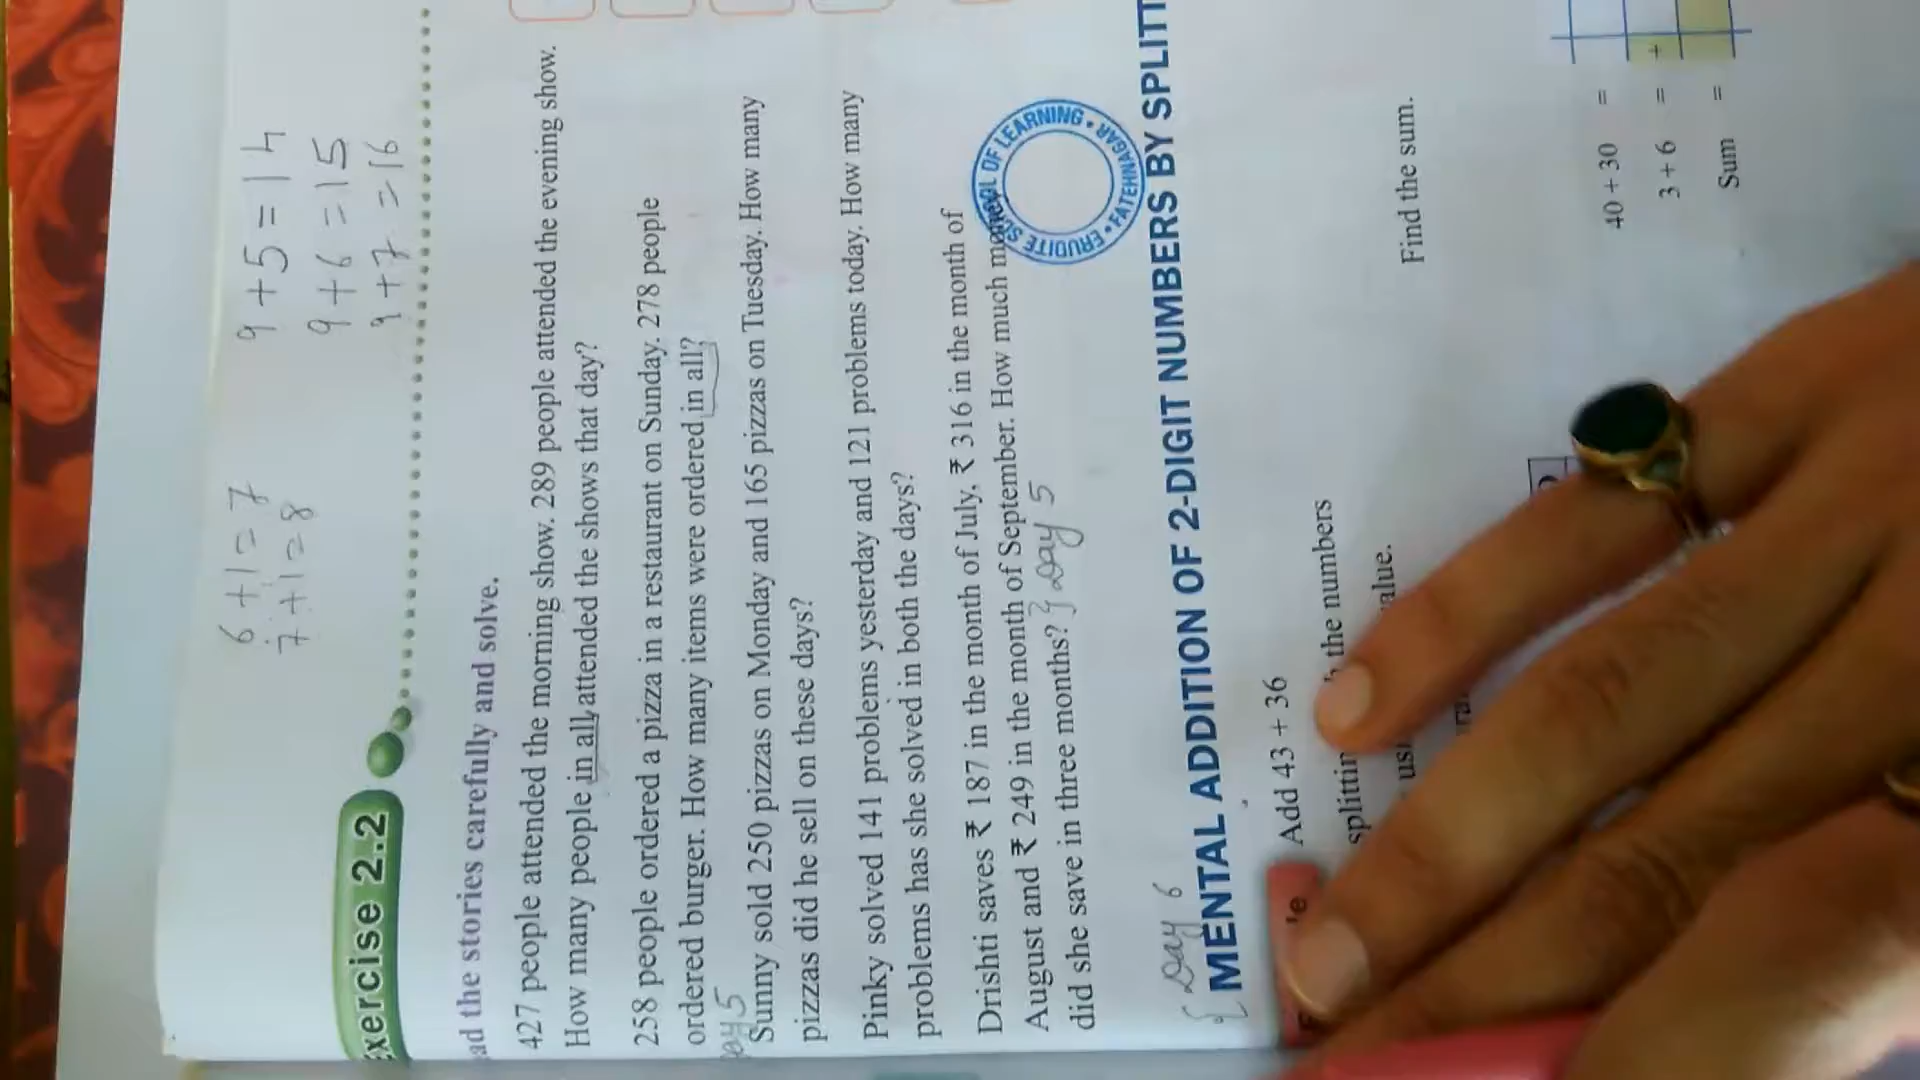 6 + 1 = 7
7 + 1 = 8
9 + 5 = 14
9 + 6 = 15
9 + 7 = 16
xercise 2.2
ad the stories carefully and solve.
427 people attended the morning show. 289 people attended the evening show.
How many people in all attended the shows that day?
258 people ordered a pizza in a restaurant on Sunday. 278 people
ordered burger. How many items were ordered in all?
Sunny sold 250 pizzas on Monday and 165 pizzas on Tuesday. How many
pizzas did he sell on these days?
Pinky solved 141 problems yesterday and 121 problems today. How many
problems has she solved in both the days?
Drishti saves ₹ 187 in the month of July, ₹ 316 in the month of
August and ₹ 249 in the month of September. How much money
did she save in three months? } Day 5
OF LEARNING • FATEHNAGAR • ERUDITE
{ Day 6
MENTAL ADDITION OF 2-DIGIT NUMBERS BY SPLITT
Add 43 + 36
Find the sum.
the numbers
40 + 30 =
3 + 6 = +
Sum =